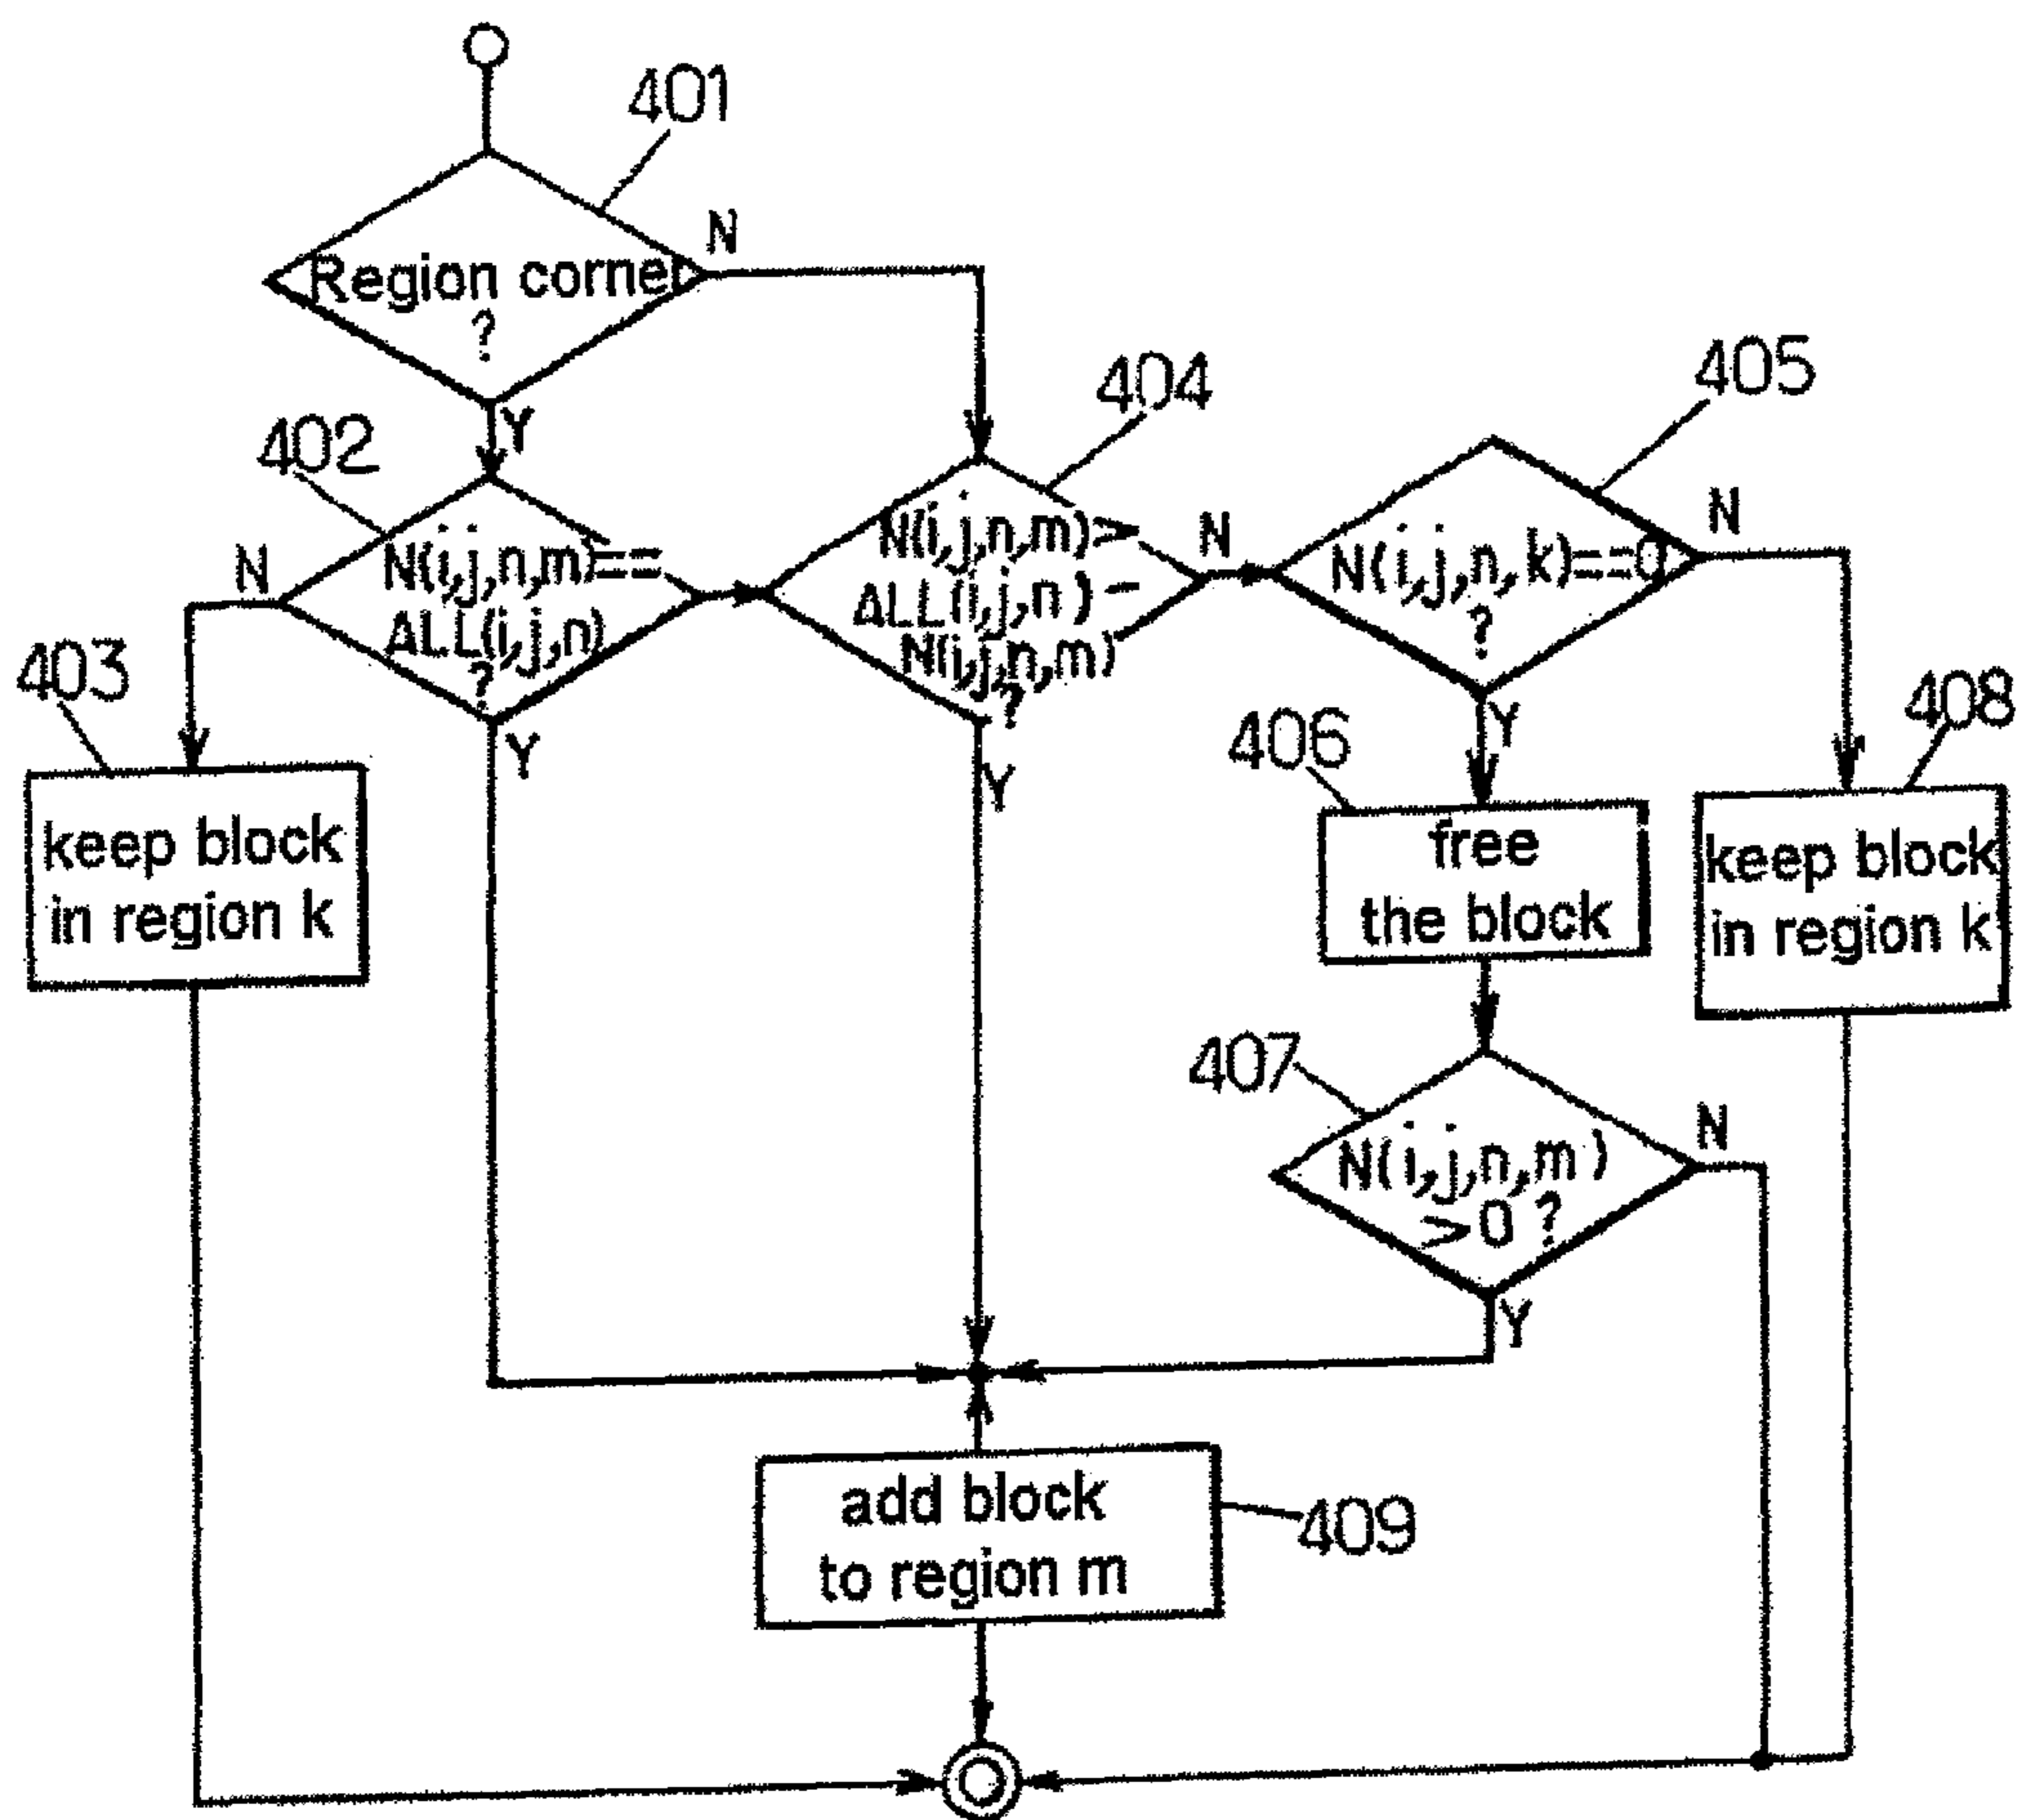 401
N
Region corner
?
Y
402
404
405
N
N(i,j,n,m)==
ALL(i,j,n)
?
Y
N(i,j,n,m)>
ALL(i,j,n)-
N(i,j,n,m)
?
N
Y
N(i,j,n,k)==0
?
N
Y
403
keep block
in region k
406
free
the block
408
keep block
in region k
407
N(i,j,n,m)
>0 ?
N
Y
add block
to region m
409